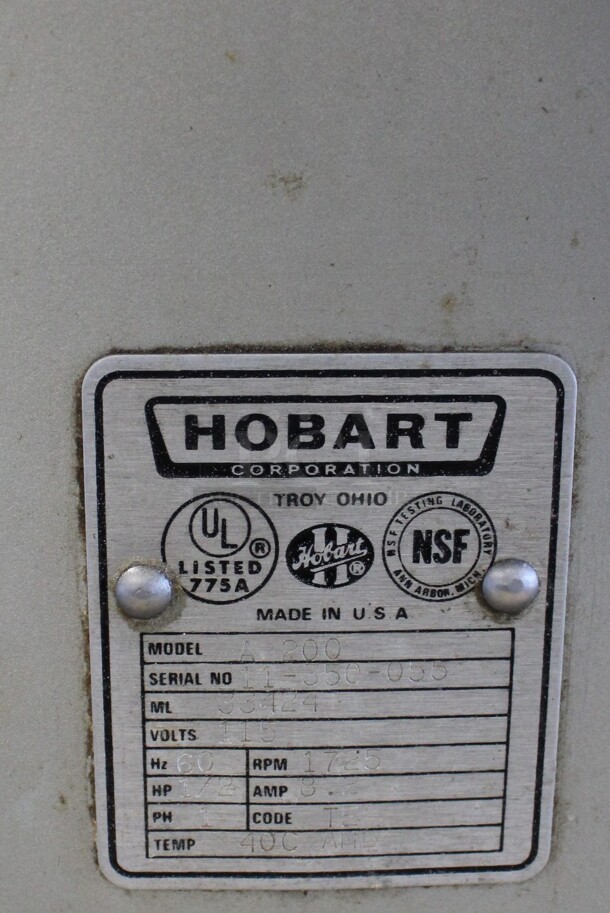 HOBART
CORPORATION
TROY OHIO
UL
®
LISTED
775A
Hobart
®
N.S.F. TESTING LABORATORY
NSF
ANN ARBOR, MICH.
MADE IN U.S.A
MODEL A 200
SERIAL NO 11-350-055
ML 33424
VOLTS 115
Hz 60 RPM 1725
HP 1/2 AMP
PH 1 CODE
TEMP 40C AMB